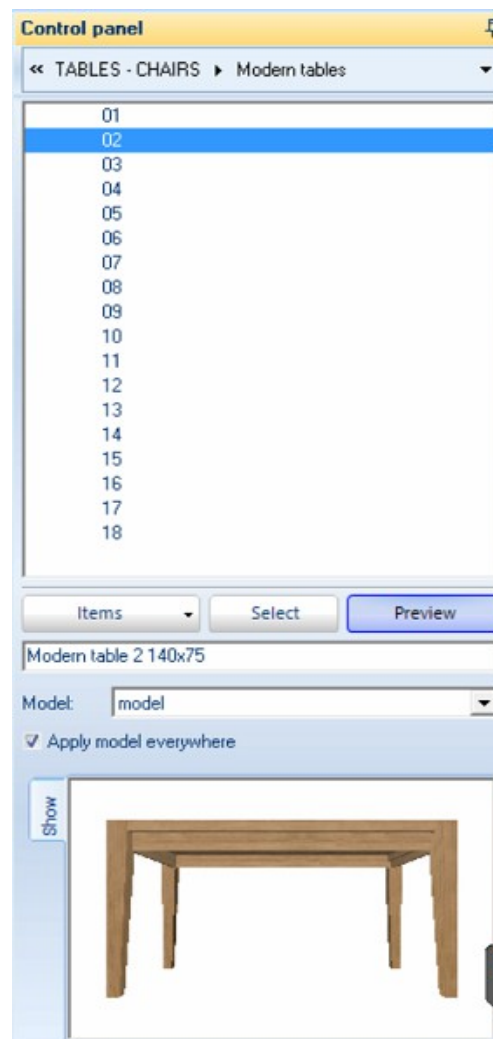 Control panel
« TABLES - CHAIRS ▸ Modern tables
01
02
03
04
05
06
07
08
09
10
11
12
13
14
15
16
17
18
Items Select Preview
Modern table 2 140x75
Model: model
Apply model everywhere
Show